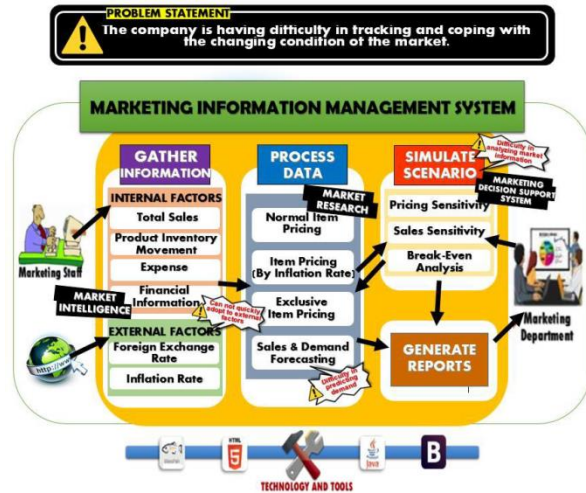 PROBLEM STATEMENT
The company is having difficulty in tracking and coping with
the changing condition of the market.
MARKETING INFORMATION MANAGEMENT SYSTEM
GATHER
INFORMATION
INTERNAL FACTORS
Total Sales
Product Inventory
Movement
Expense
Financial
Information
EXTERNAL FACTORS
Foreign Exchange
Rate
Inflation Rate
Marketing Staff
MARKET
INTELLIGENCE
http://w
Can not quickly
adopt to external
factors
PROCESS
DATA
MARKET
RESEARCH
Normal Item
Pricing
Item Pricing
(By Inflation Rate)
Exclusive
Item Pricing
Sales & Demand
Forecasting
Difficulty in
predicting
demand
SIMULATE
SCENARIO
Difficulty in
analyzing market
information
MARKETING
DECISION SUPPORT
SYSTEM
Pricing Sensitivity
Sales Sensitivity
Break-Even
Analysis
GENERATE
REPORTS
Marketing
Department
HTML
5
Java
B
TECHNOLOGY AND TOOLS